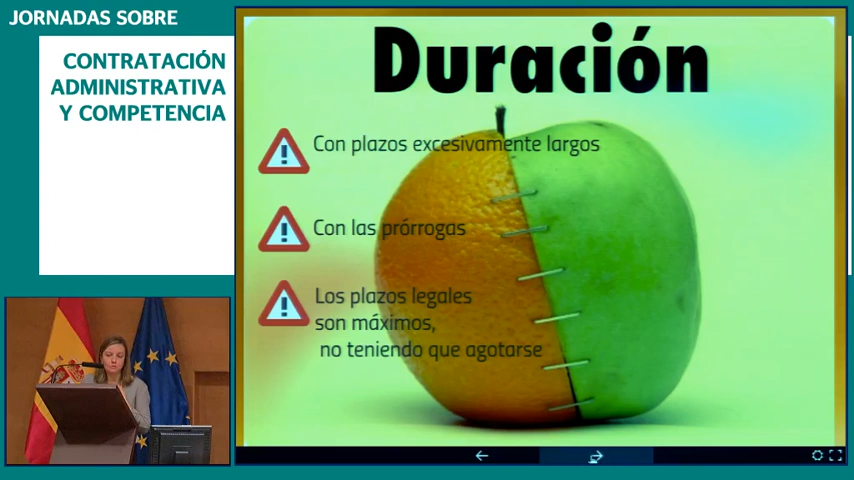 JORNADAS SOBRE
CONTRATACIÓN
ADMINISTRATIVA
Y COMPETENCIA
Duración
Con plazos excesivamente largos
Con las prórrogas
Los plazos legales
son máximos,
no teniendo que agotarse